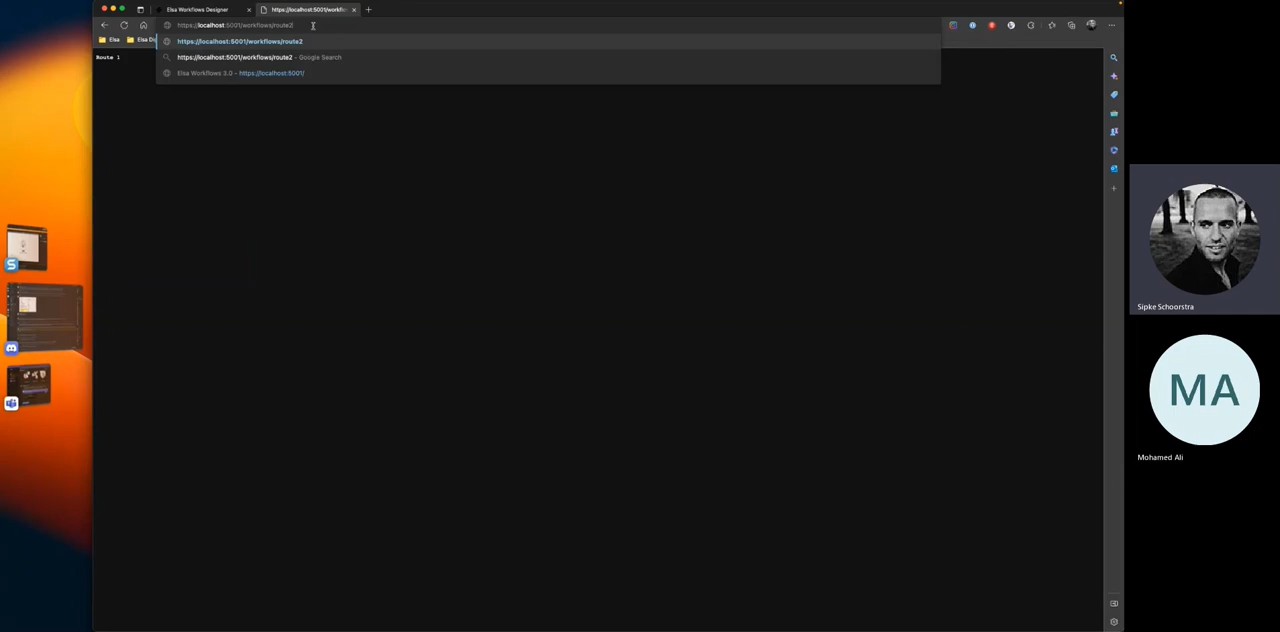 Elsa Workflows Designer
https://localhost:5001/workfl
https://localhost:5001/workflows/route2
Elsa
Elsa
https://localhost:5001/workflows/route2
https://localhost:5001/workflows/route2 - Google Search
Elsa Workflows 3.0 - https://localhost:5001/
Route 1
Sipke Schoorstra
MA
Mohamed Ali